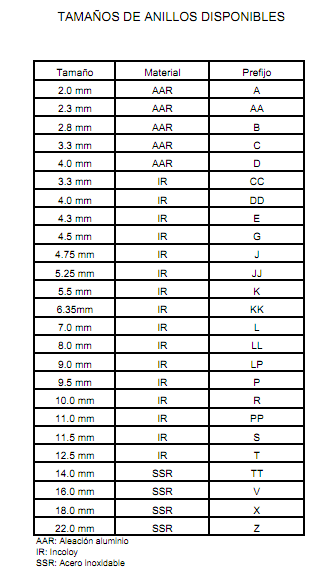 TAMAÑOS DE ANILLOS DISPONIBLES
Tamaño Material Prefijo
2.0 mm AAR A
2.3 mm AAR AA
2.8 mm AAR B
3.3 mm AAR C
4.0 mm AAR D
3.3 mm IR CC
4.0 mm IR DD
4.3 mm IR E
4.5 mm IR G
4.75 mm IR J
5.25 mm IR JJ
5.5 mm IR K
6.35mm IR KK
7.0 mm IR L
8.0 mm IR LL
9.0 mm IR LP
9.5 mm IR P
10.0 mm IR R
11.0 mm IR PP
11.5 mm IR S
12.5 mm IR T
14.0 mm SSR TT
16.0 mm SSR V
18.0 mm SSR X
22.0 mm SSR Z
AAR: Aleación aluminio
IR: Incoloy
SSR: Acero Inoxidable